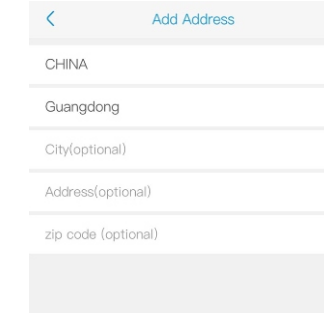 Add Address
CHINA
Guangdong
City(optional)
Address(optional)
zip code (optional)